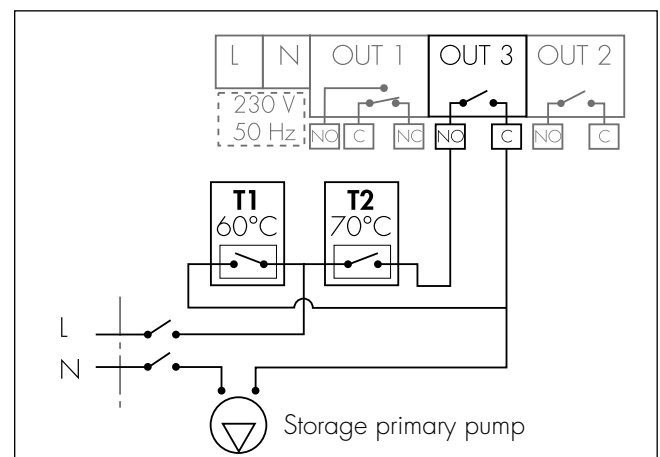 L N OUT 1 OUT 3 OUT 2
230 V
50 Hz
NO C NC NO C NO C
T1 T2
60°C 70°C
L
N
Storage primary pump